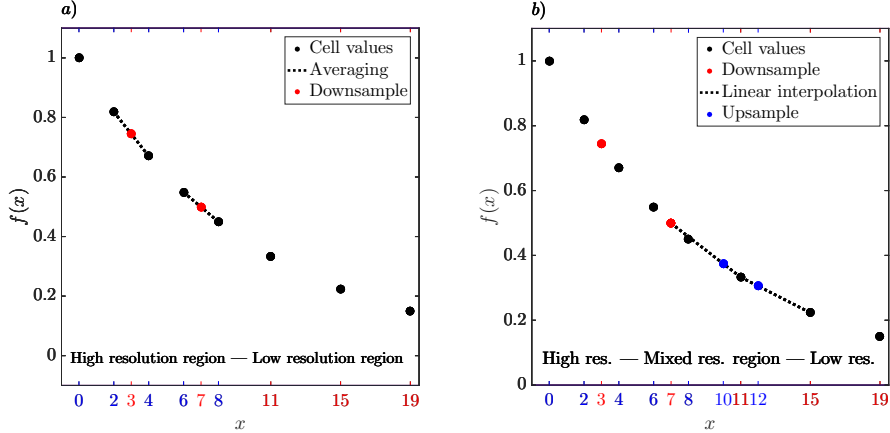 a)
1
0.8
0.6
0.4
0.2
0
f(x)
Cell values
Averaging
Downsample
High resolution region — Low resolution region
0 2 3 4 6 7 8 11 15 19
x
b)
1
0.8
0.6
0.4
0.2
0
f(x)
Cell values
Downsample
Linear interpolation
Upsample
High res. — Mixed res. region — Low res.
0 2 3 4 6 7 8 10 11 12 15 19
x